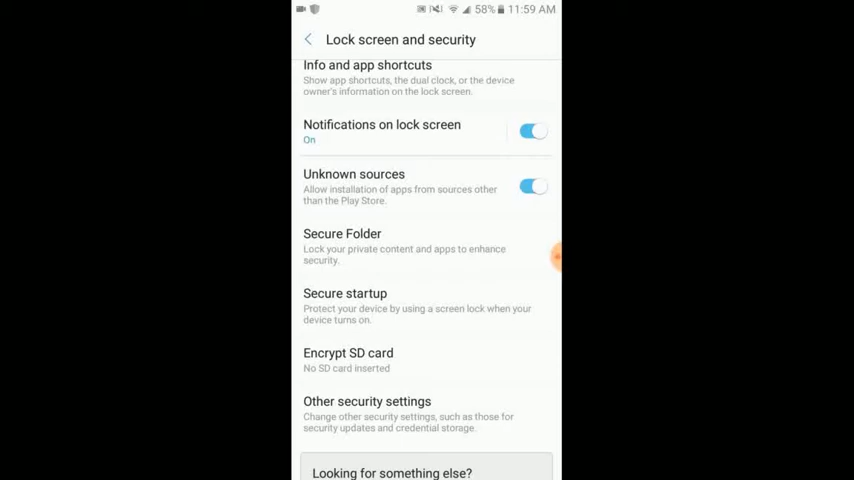 58% 11:59 AM
Lock screen and security
Info and app shortcuts
Show app shortcuts, the dual clock, or the device
owner's information on the lock screen.
Notifications on lock screen
On
Unknown sources
Allow installation of apps from sources other
than the Play Store.
Secure Folder
Lock your private content and apps to enhance
security.
Secure startup
Protect your device by using a screen lock when your
device turns on.
Encrypt SD card
No SD card inserted
Other security settings
Change other security settings, such as those for
security updates and credential storage.
Looking for something else?